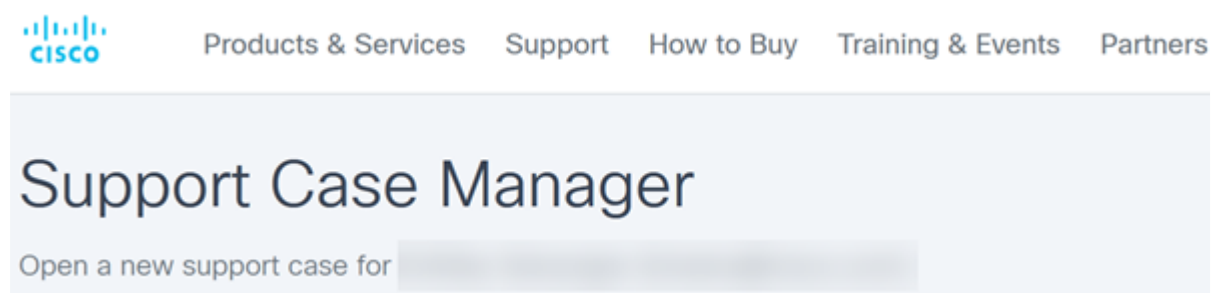 CISCO
Products & Services Support How to Buy Training & Events Partners
Support Case Manager
Open a new support case for